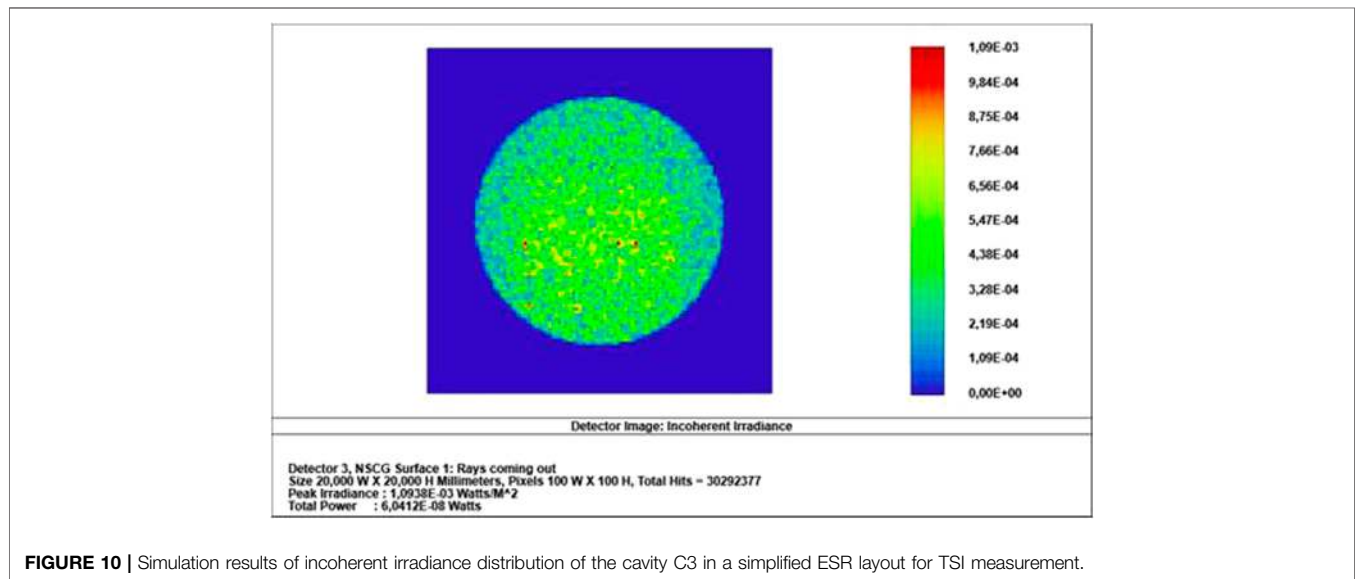 1,09E-03
9,84E-04
8,75E-04
7,66E-04
6,56E-04
5,47E-04
4,38E-04
3,28E-04
2,19E-04
1,09E-04
0,00E+00
Detector Image: Incoherent Irradiance
Detector 3, NSCG Surface 1: Rays coming out
Size 20,000 W X 20,000 H Millimeters, Pixels 100 W X 100 H, Total Hits = 30292377
Peak Irradiance : 1,0938E-03 Watts/M^2
Total Power : 6,0412E-08 Watts
FIGURE 10 | Simulation results of incoherent irradiance distribution of the cavity C3 in a simplified ESR layout for TSI measurement.